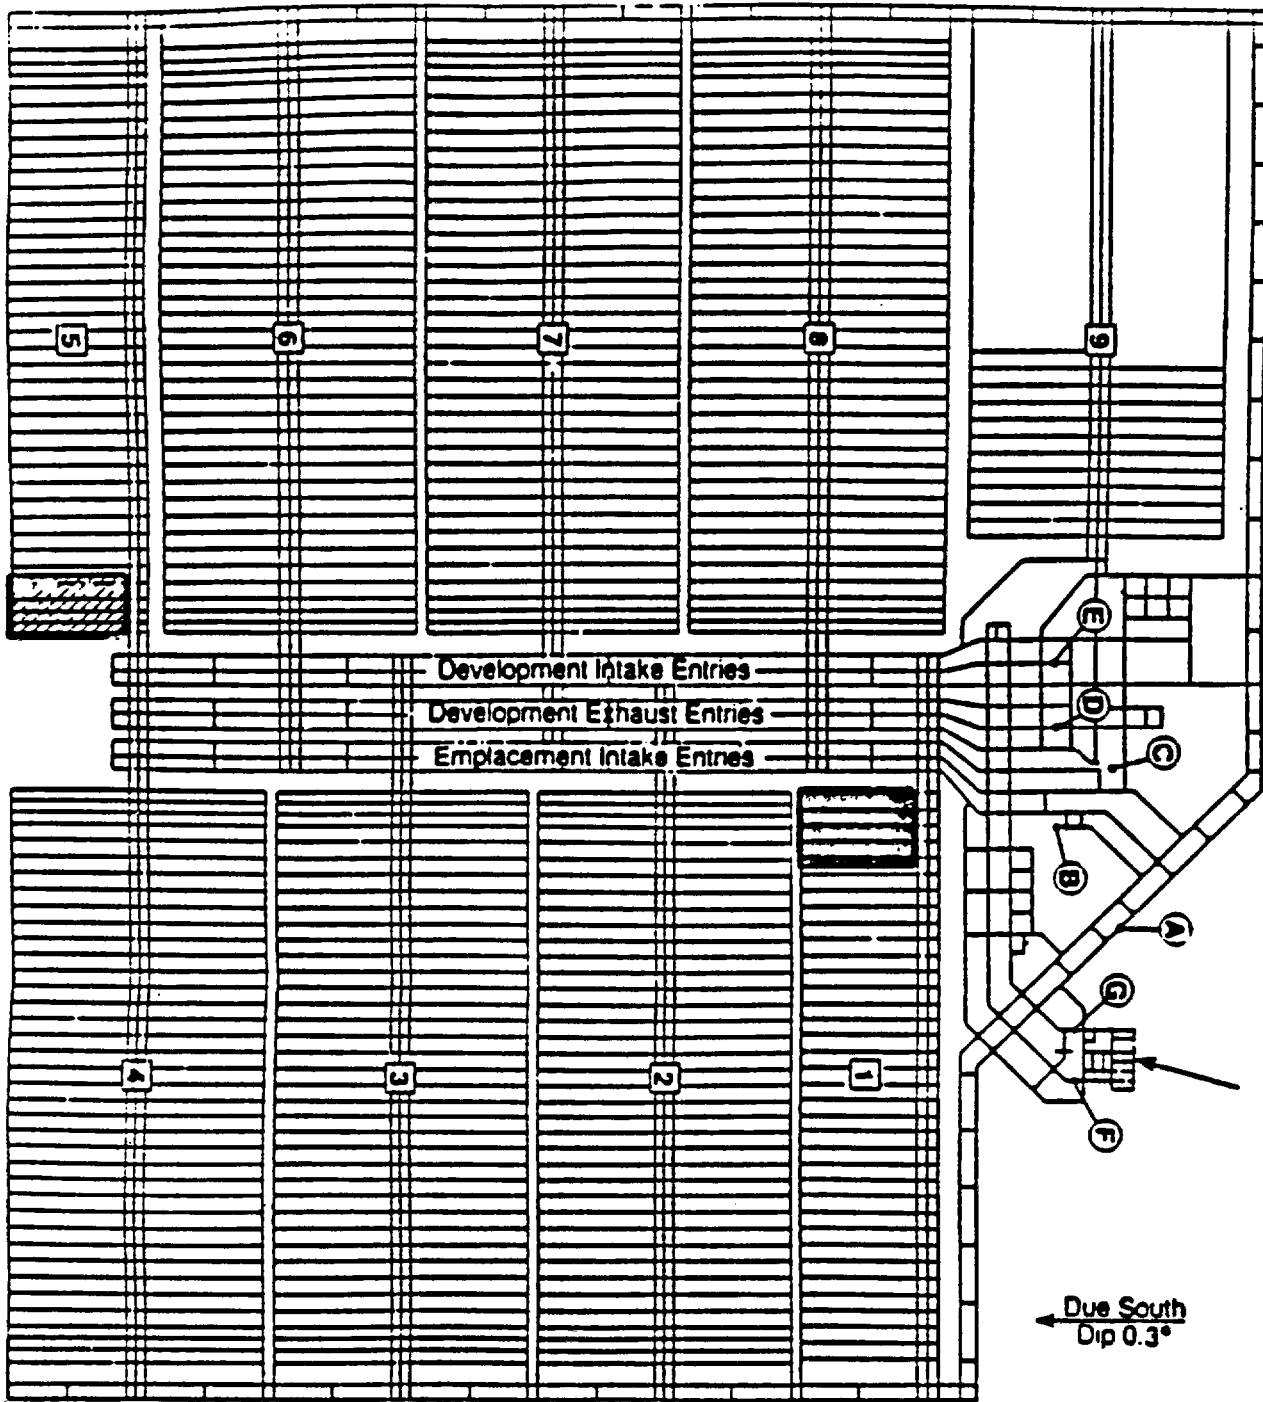 5
6
7
8
9
E
Development Intake Entries
D
Development Exhaust Entries
C
Emplacement Intake Entries
B
A
G
4
3
2
1
F
Due South
Dip 0.3°